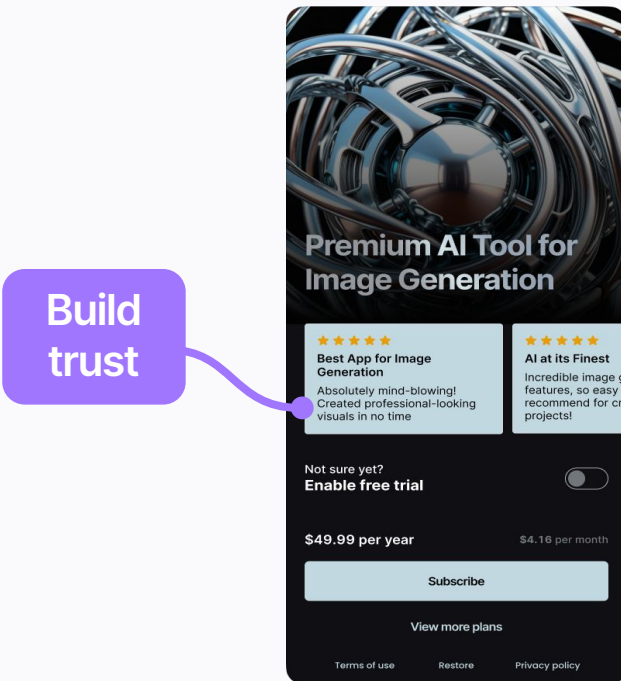 Build
trust
Premium AI Tool for
Image Generation
Best App for Image
Generation
Absolutely mind-blowing!
Created professional-looking
visuals in no time
AI at its Finest
Incredible image
features, so easy
recommend for
projects!
Not sure yet?
Enable free trial
$49.99 per year
$4.16 per month
Subscribe
View more plans
Terms of use
Restore
Privacy policy